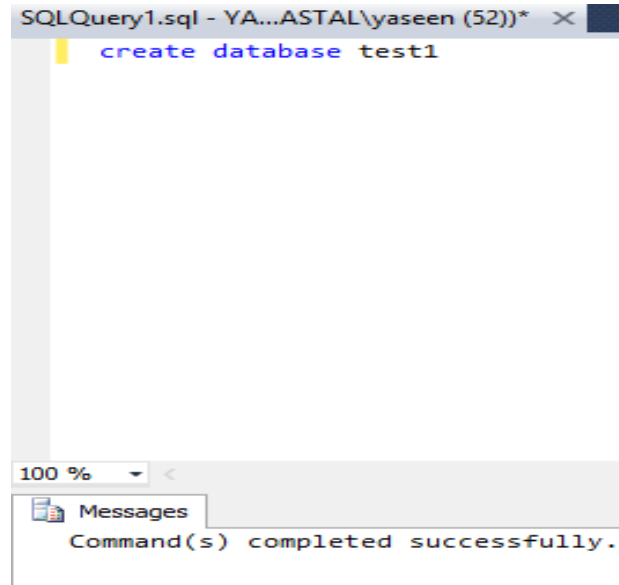 SQLQuery1.sql - YA...ASTAL\yaseen (52))* ×
create database test1
100 %
Messages
Command(s) completed successfully.